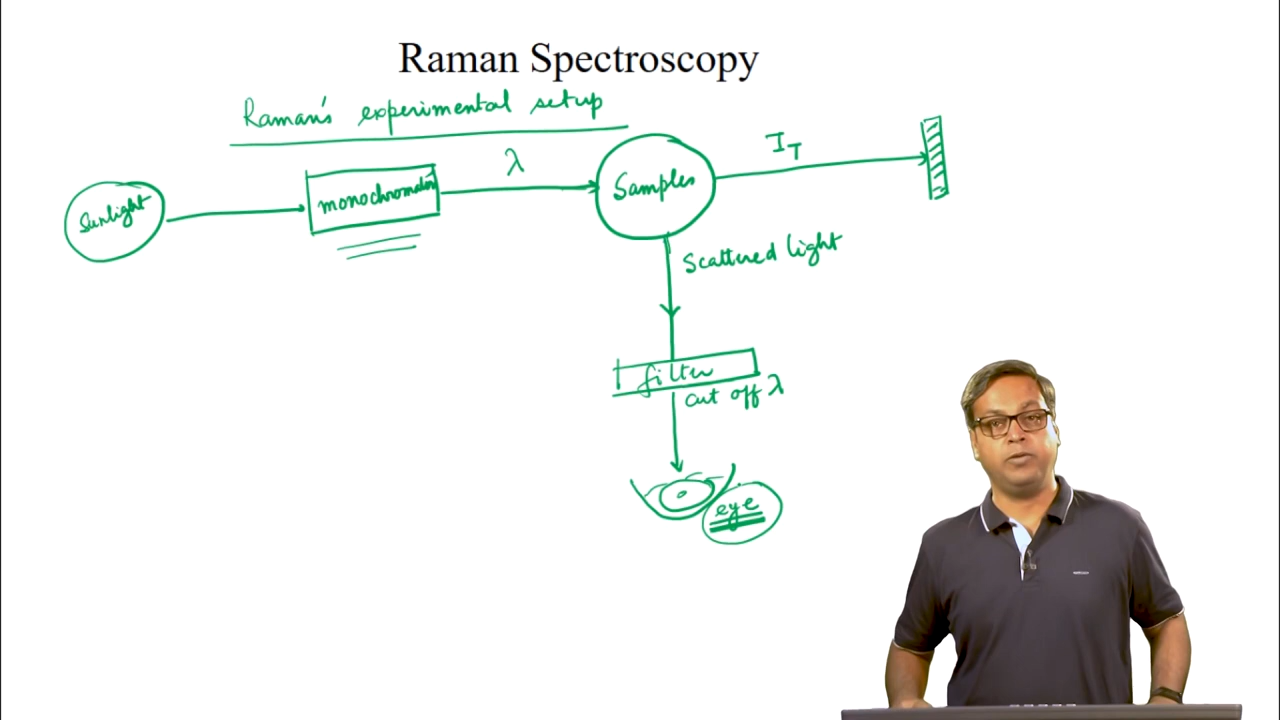 Raman Spectroscopy
Raman's experimental setup
Sunlight
monochromator
λ
Samples
I_T
Scattered light
filter
cut off λ
eye